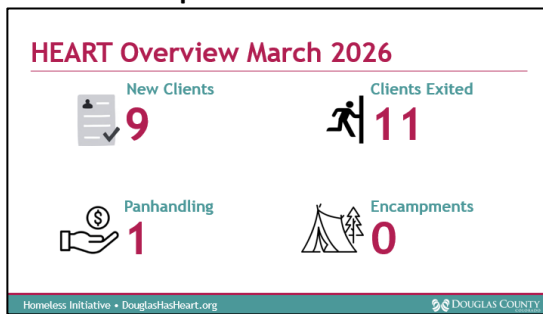 HEART Overview March 2026
New Clients
9
Clients Exited
11
Panhandling
1
Encampments
0
Homeless Initiative • DouglasHasHeart.org
DOUGLAS COUNTY